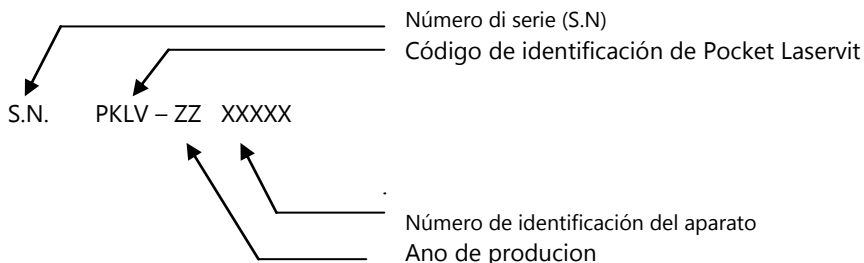 Número di serie (S.N)
Código de identificación de Pocket Laservit
S.N. PKLV – ZZ XXXXX
Número de identificación del aparato
Ano de producion